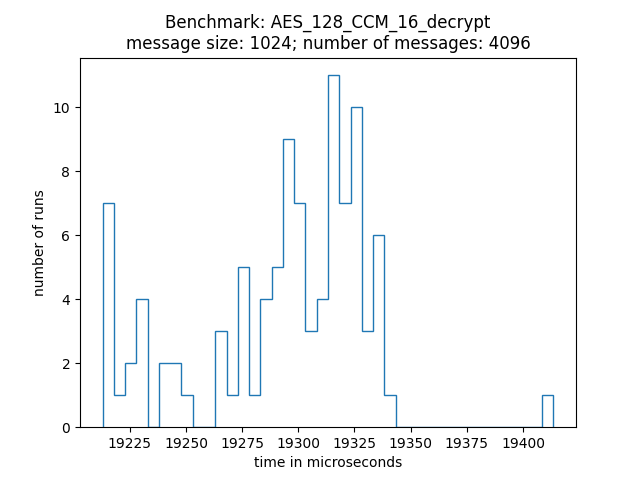 Benchmark: AES_128_CCM_16_decrypt
message size: 1024; number of messages: 4096
number of runs
10
8
6
4
2
0
19225 19250 19275 19300 19325 19350 19375 19400
time in microseconds